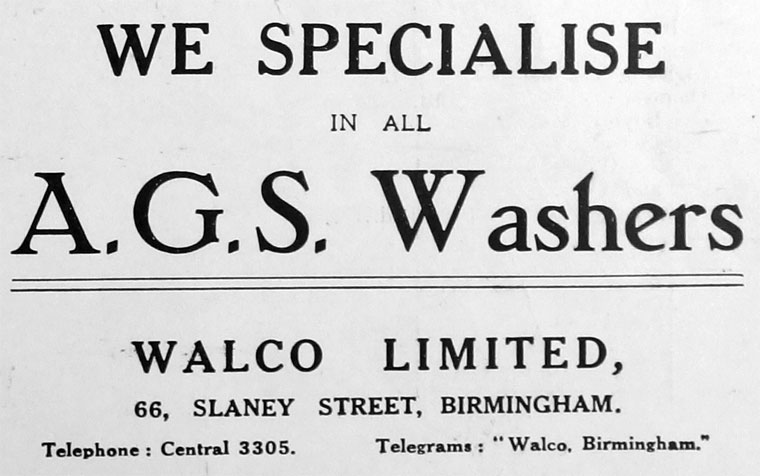 WE SPECIALISE
IN ALL
A.G.S. Washers
WALCO LIMITED,
66, SLANEY STREET, BIRMINGHAM.
Telephone : Central 3305. Telegrams : "Walco, Birmingham."